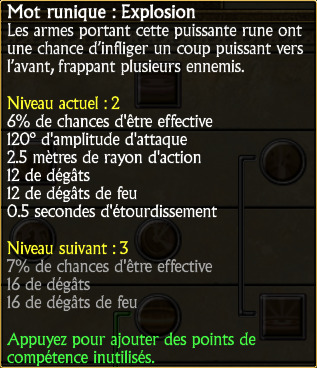 Mot runique : Explosion
Les armes portant cette puissante rune ont
une chance d'infliger un coup puissant vers
l'avant, frappant plusieurs ennemis.
Niveau actuel : 2
6% de chances d'être effective
120° d'amplitude d'attaque
2.5 mètres de rayon d'action
12 de dégâts
12 de dégâts de feu
0.5 secondes d'étourdissement
Niveau suivant : 3
7% de chances d'être effective
16 de dégâts
16 de dégâts de feu
Appuyez pour ajouter des points de
compétence inutilisés.